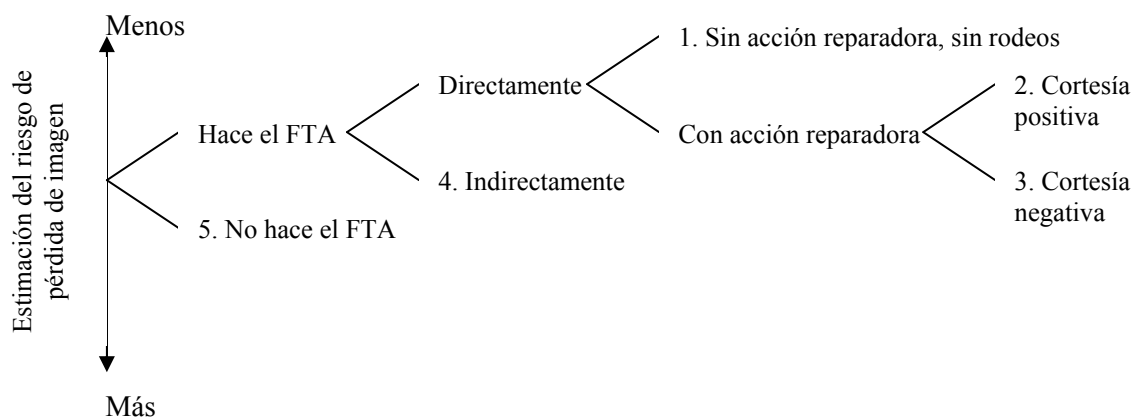 Menos
1. Sin acción reparadora, sin rodeos
Directamente
2. Cortesía
positiva
Hace el FTA
Con acción reparadora
4. Indirectamente
3. Cortesía
negativa
5. No hace el FTA
Estimación del riesgo de
pérdida de imagen
Más